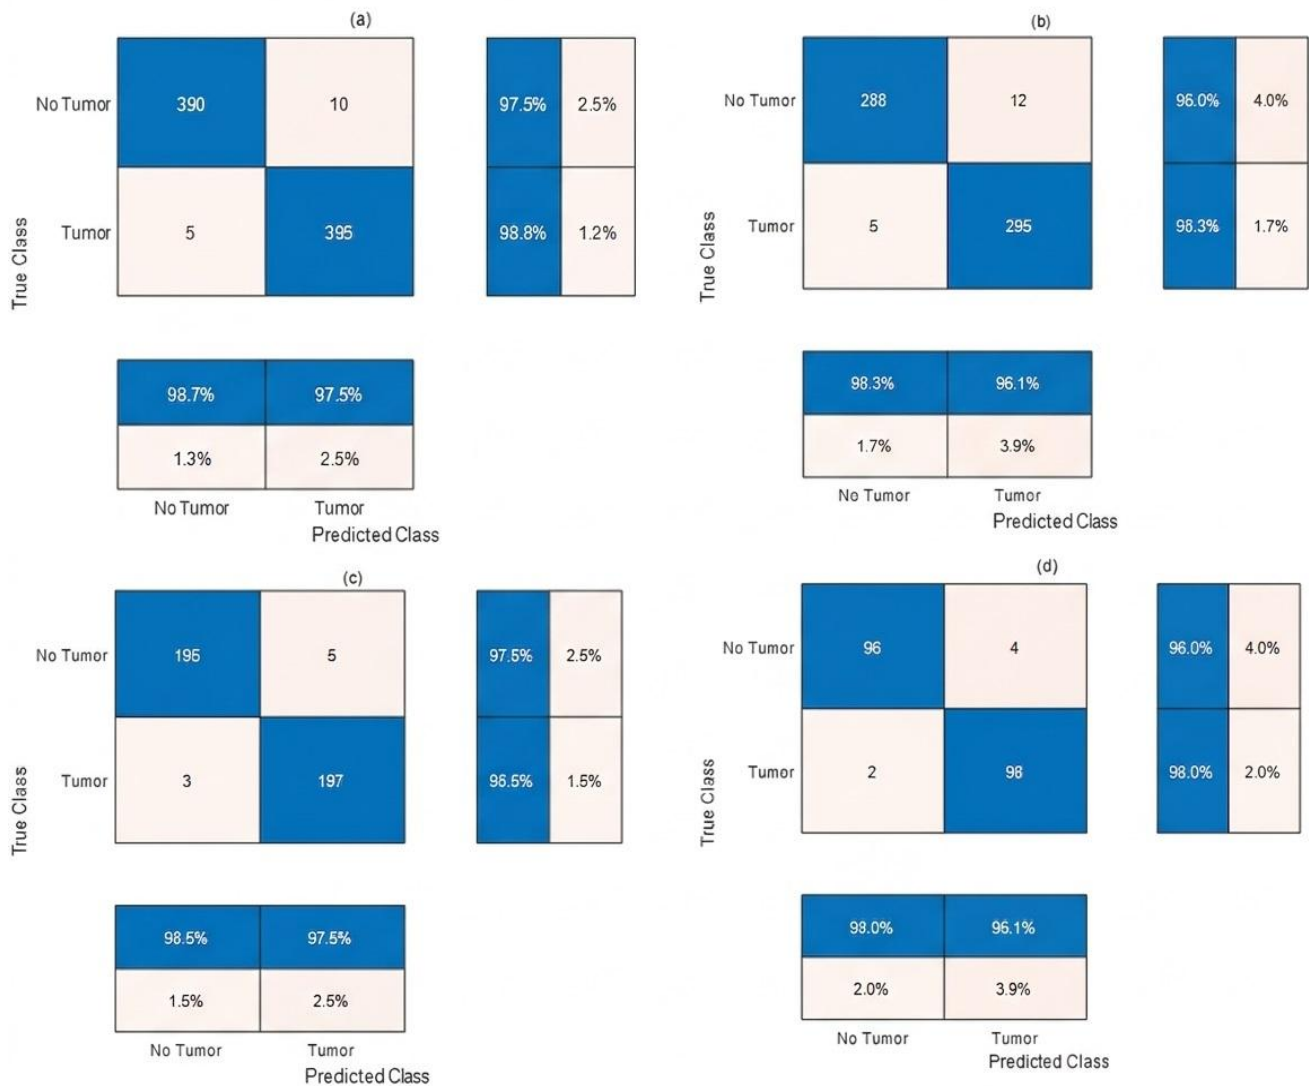 (a)
No Tumor 390 10 97.5% 2.5%
Tumor 5 395 98.8% 1.2%
True Class
98.7% 97.5%
1.3% 2.5%
No Tumor Tumor
Predicted Class
(b)
No Tumor 288 12 96.0% 4.0%
Tumor 5 295 98.3% 1.7%
True Class
98.3% 96.1%
1.7% 3.9%
No Tumor Tumor
Predicted Class
(c)
No Tumor 195 5 97.5% 2.5%
Tumor 3 197 98.5% 1.5%
True Class
98.5% 97.5%
1.5% 2.5%
No Tumor Tumor
Predicted Class
(d)
No Tumor 96 4 96.0% 4.0%
Tumor 2 98 98.0% 2.0%
True Class
98.0% 96.1%
2.0% 3.9%
No Tumor Tumor
Predicted Class